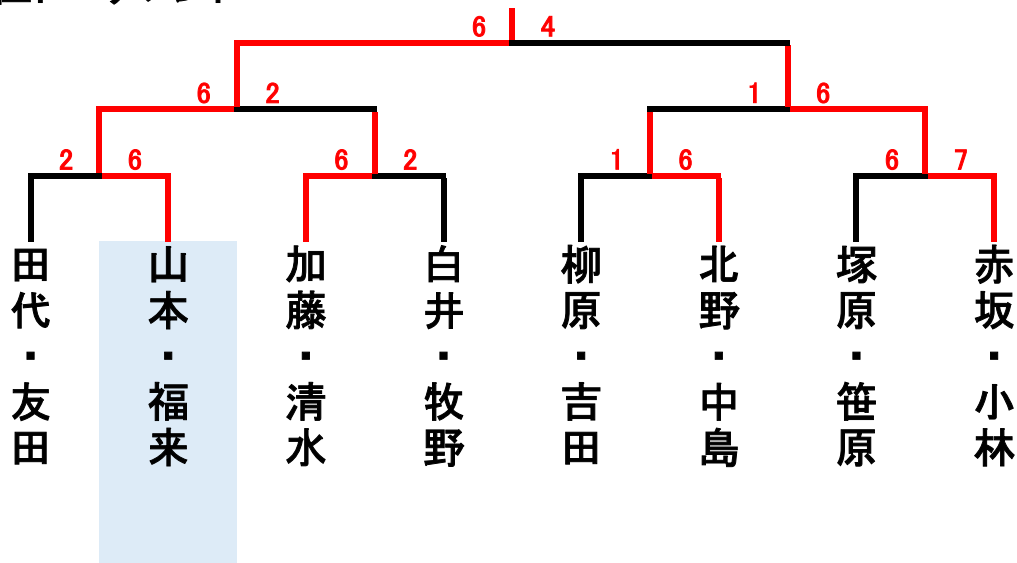 6 4
6 2 1 6
2 6 6 2 1 6 6 7
田代・友田
山本・福来
加藤・清水
白井・牧野
柳原・吉田
北野・中島
塚原・笹原
赤坂・小林